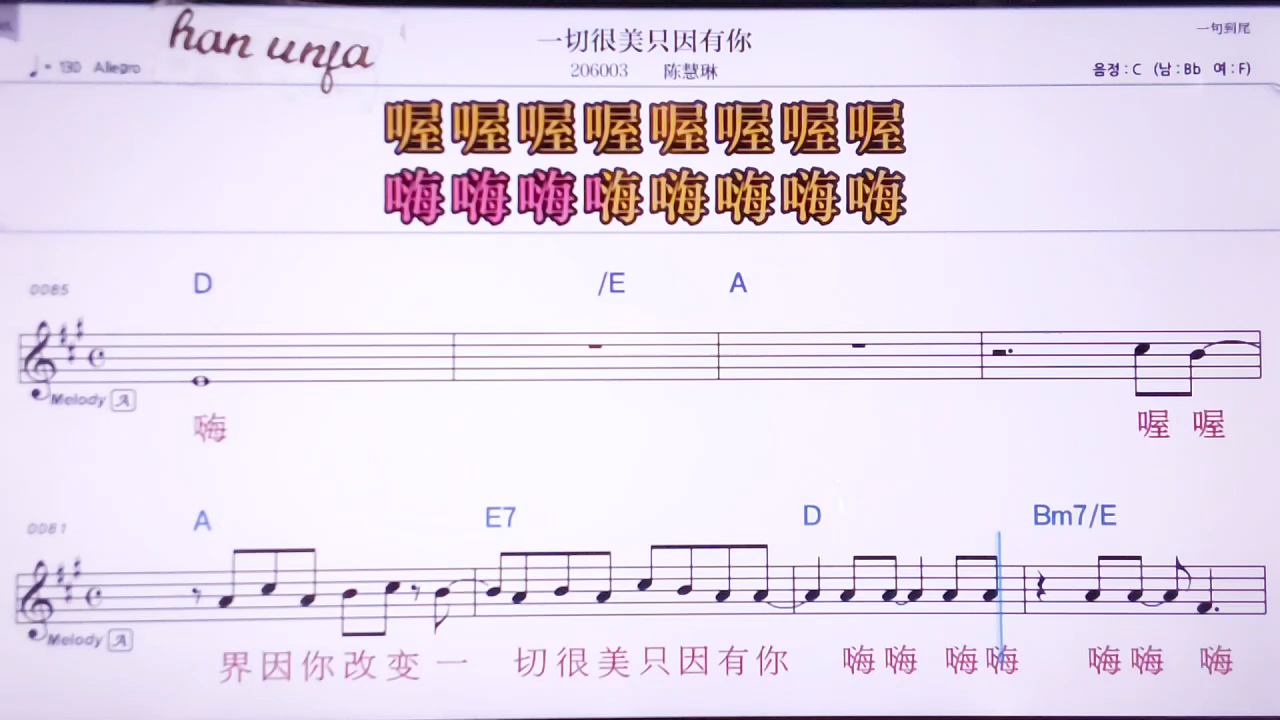 han unja
一切很美只因有你
一句到尾
♩= 130 Allegro
206003 陈慧琳
음정 : C (남 : Bb 여 : F)
喔喔喔喔喔喔喔喔
嗨嗨嗨嗨嗨嗨嗨嗨
0085
D /E A
Melody A
嗨 喔 喔
0081
A E7 D Bm7/E
Melody A
界因你改变一 切很美只因有你 嗨嗨 嗨嗨 嗨嗨 嗨